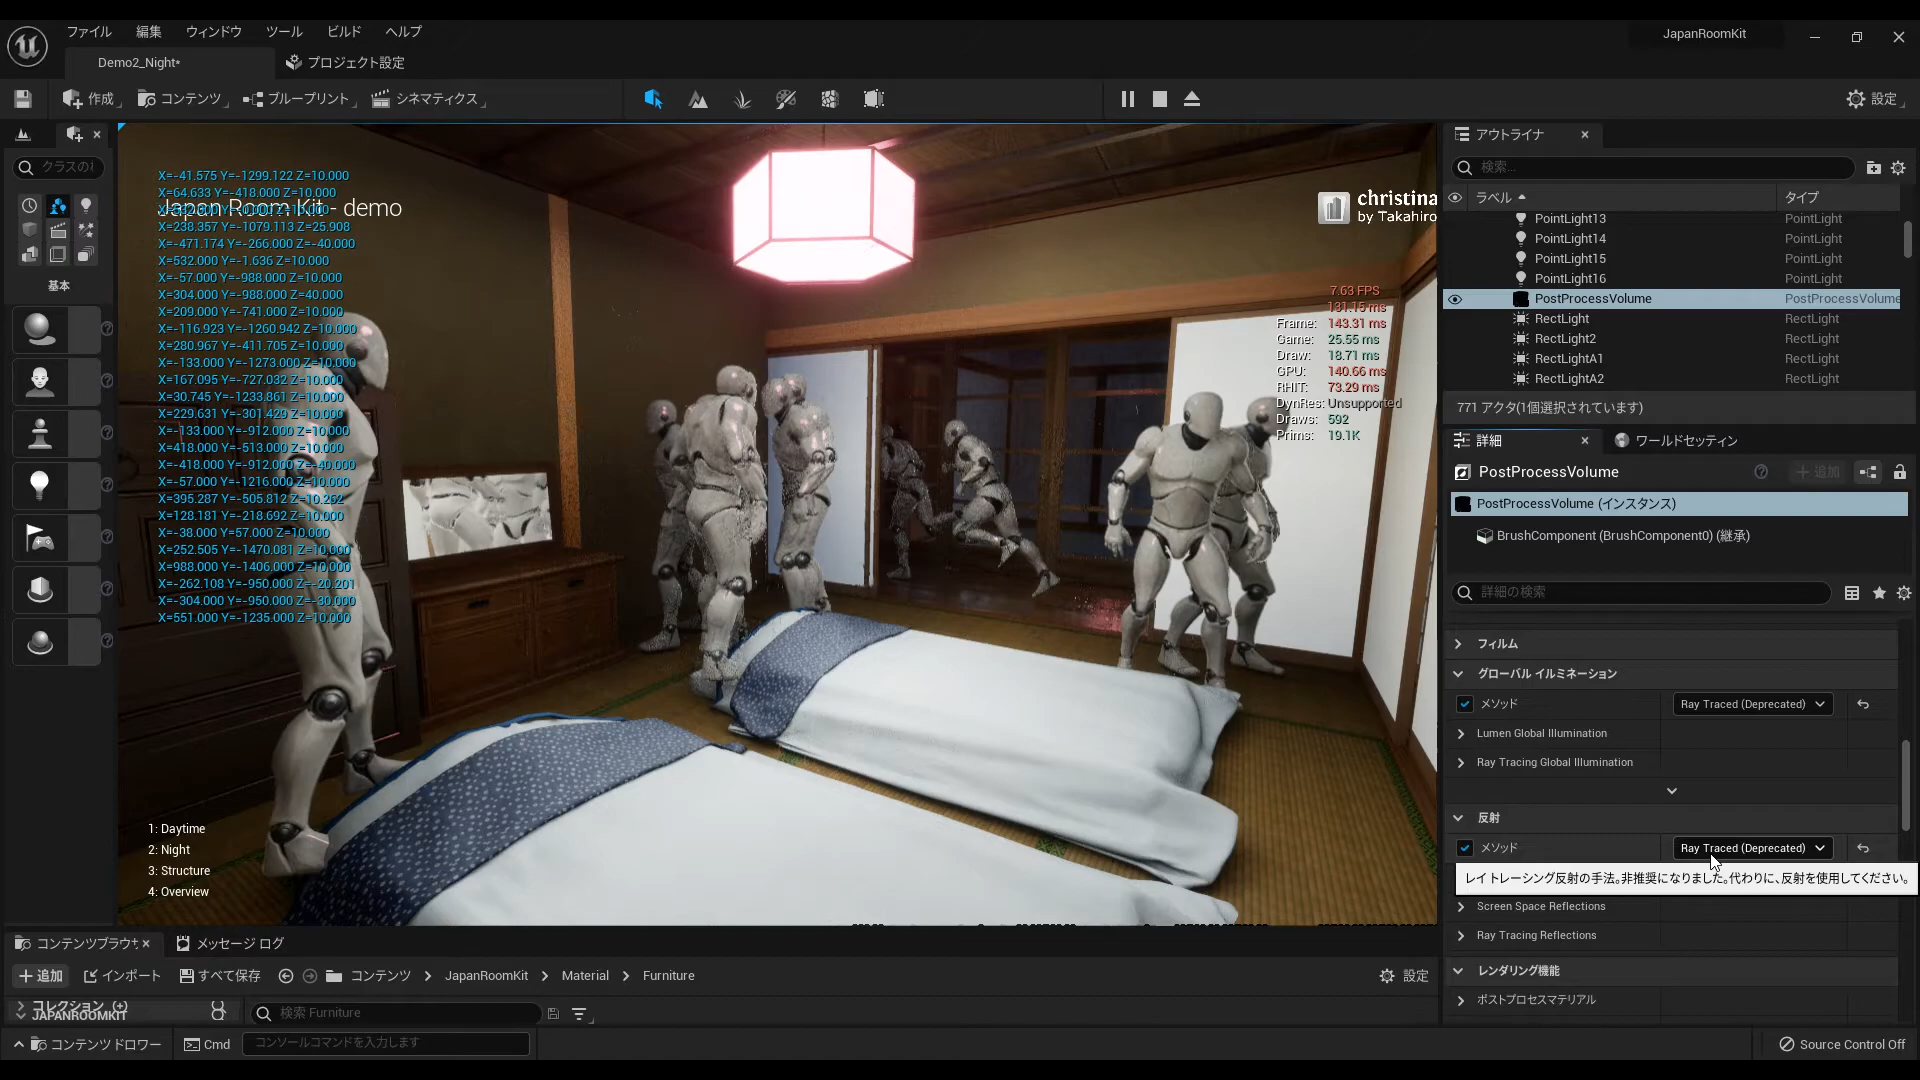 ファイル 編集 ウィンドウ ツール ビルド ヘルプ
JapanRoomKit
Demo2_Night* プロジェクト設定
作成 コンテンツ ブループリント シネマティクス 設定
クラスの
基本
X=-41.575 Y=-1299.122 Z=10.000
X=64.633 Y=-418.000 Z=10.000
Japan Room Kit - demo
X=238.357 Y=-1079.113 Z=25.908
X=-471.174 Y=-266.000 Z=-40.000
X=532.000 Y=-1.636 Z=10.000
X=-57.000 Y=-988.000 Z=10.000
X=304.000 Y=-988.000 Z=40.000
X=209.000 Y=-741.000 Z=10.000
X=-116.923 Y=-1260.942 Z=10.000
X=280.967 Y=-411.705 Z=10.000
X=-133.000 Y=-1273.000 Z=10.000
X=167.095 Y=-727.032 Z=10.000
X=30.745 Y=-1233.861 Z=10.000
X=229.631 Y=-301.429 Z=10.000
X=-133.000 Y=-912.000 Z=10.000
X=418.000 Y=-513.000 Z=10.000
X=-418.000 Y=-912.000 Z=-40.000
X=-57.000 Y=-1216.000 Z=10.000
X=395.287 Y=-505.812 Z=10.262
X=128.181 Y=-218.692 Z=10.000
X=-38.000 Y=57.000 Z=10.000
X=252.505 Y=-1470.081 Z=10.000
X=988.000 Y=-1406.000 Z=10.000
X=-262.108 Y=-950.000 Z=-20.201
X=-304.000 Y=-950.000 Z=-30.000
X=551.000 Y=-1235.000 Z=10.000
christina
by Takahiro
7.63 FPS
131.15 ms
Frame: 143.31 ms
Game: 25.55 ms
Draw: 18.71 ms
GPU: 140.66 ms
RHIT: 73.29 ms
DynRes: Unsupported
Draws: 592
Prims: 19.1K
1: Daytime
2: Night
3: Structure
4: Overview
アウトライナ
検索...
ラベル タイプ
PointLight13 PointLight
PointLight14 PointLight
PointLight15 PointLight
PointLight16 PointLight
PostProcessVolume PostProcessVolume
RectLight RectLight
RectLight2 RectLight
RectLightA1 RectLight
RectLightA2 RectLight
771 アクタ(1個選択されています)
詳細 ワールドセッティン
PostProcessVolume 追加
PostProcessVolume (インスタンス)
BrushComponent (BrushComponent0) (継承)
詳細の検索
フィルム
グローバル イルミネーション
メソッド Ray Traced (Deprecated)
Lumen Global Illumination
Ray Tracing Global Illumination
反射
メソッド Ray Traced (Deprecated)
レイ トレーシング反射の手法。非推奨になりました。代わりに、反射を使用してください。
Screen Space Reflections
Ray Tracing Reflections
レンダリング機能
ポストプロセスマテリアル
コンテンツブラウザ メッセージ ログ
追加 インポート すべて保存 コンテンツ JapanRoomKit Material Furniture 設定
コレクション
JAPANROOMKIT
検索 Furniture
コンテンツ ドロワー Cmd コンソールコマンドを入力します Source Control Off